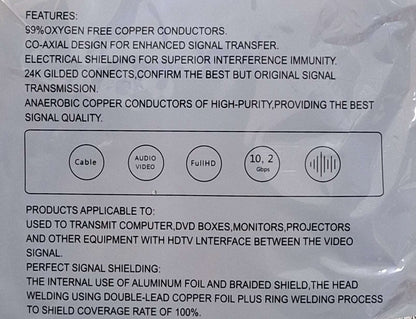 FEATURES:
99%OXYGEN FREE COPPER CONDUCTORS.
CO-AXIAL DESIGN FOR ENHANCED SIGNAL TRANSFER.
ELECTRICAL SHIELDING FOR SUPERIOR INTERFERENCE IMMUNITY.
24K GILDED CONNECTS,CONFIRM THE BEST BUT ORIGINAL SIGNAL
TRANSMISSION.
ANAEROBIC COPPER CONDUCTORS OF HIGH-PURITY,PROVIDING THE BEST
SIGNAL QUALITY.
Cable
AUDIO
VIDEO
FullHD
10, 2
Gbps
PRODUCTS APPLICABLE TO:
USED TO TRANSMIT COMPUTER,DVD BOXES,MONITORS,PROJECTORS
AND OTHER EQUIPMENT WITH HDTV LNTERFACE BETWEEN THE VIDEO
SIGNAL.
PERFECT SIGNAL SHIELDING:
THE INTERNAL USE OF ALUMINUM FOIL AND BRAIDED SHIELD,THE HEAD
WELDING USING DOUBLE-LEAD COPPER FOIL PLUS RING WELDING PROCESS
TO SHIELD COVERAGE RATE OF 100%.